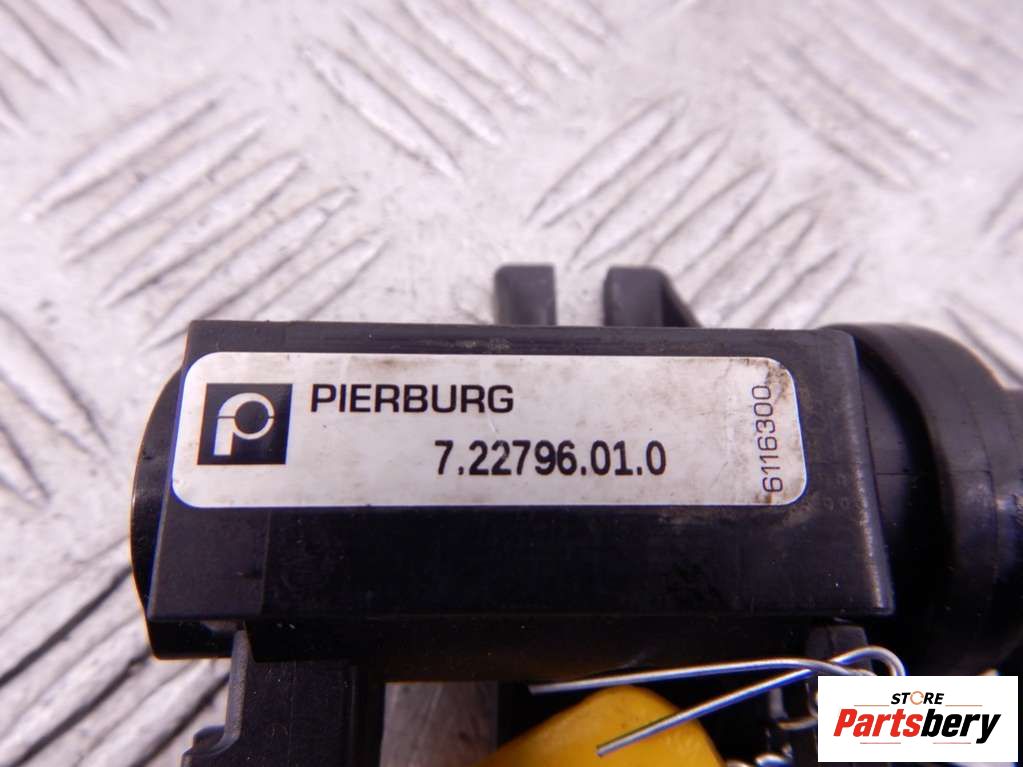 PIERBURG
7.22796.01.0
6116300
STORE
Partsbery